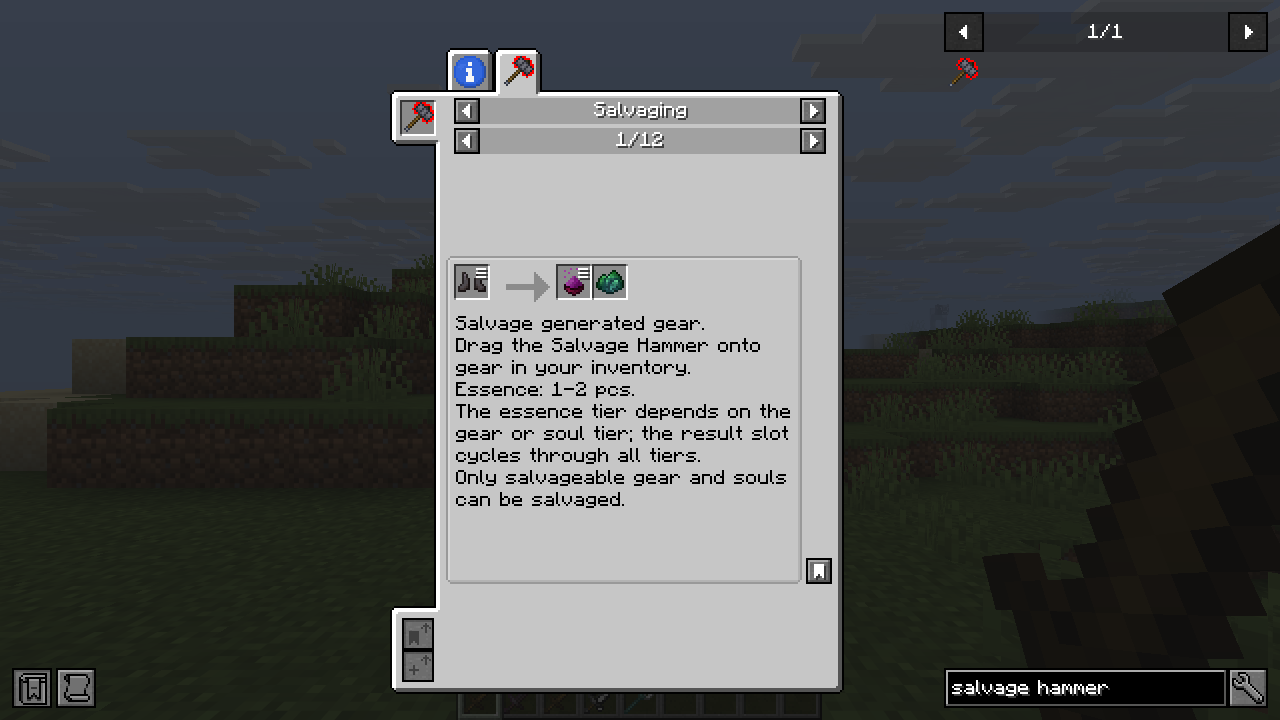 1/1
Salvaging
1/12
Salvage generated gear.
Drag the Salvage Hammer onto
gear in your inventory.
Essence: 1-2 pcs.
The essence tier depends on the
gear or soul tier; the result slot
cycles through all tiers.
Only salvageable gear and souls
can be salvaged.
salvage hammer